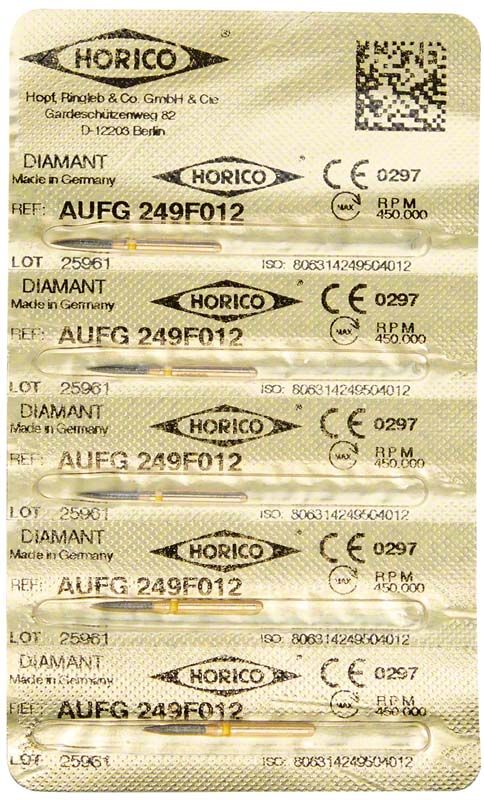 HORICO ®
Hopf, Ringleb & Co. GmbH & Cie
Gardeschützenweg 82
D-12203 Berlin
DIAMANT HORICO ® CE 0297
Made in Germany
REF: AUFG 249F012 MAX RPM 450.000
LOT 25961 ISO: 806314249504012
DIAMANT HORICO ® CE 0297
Made in Germany
REF: AUFG 249F012 MAX RPM 450.000
LOT 25961 ISO: 806314249504012
DIAMANT HORICO ® CE 0297
Made in Germany
REF: AUFG 249F012 MAX RPM 450.000
LOT 25961 ISO: 806314249504012
DIAMANT HORICO ® CE 0297
Made in Germany
REF: AUFG 249F012 MAX RPM 450.000
LOT 25961 ISO: 806314249504012
DIAMANT HORICO ® CE 0297
Made in Germany
REF: AUFG 249F012 MAX RPM 450.000
LOT 25961 ISO: 806314249504012